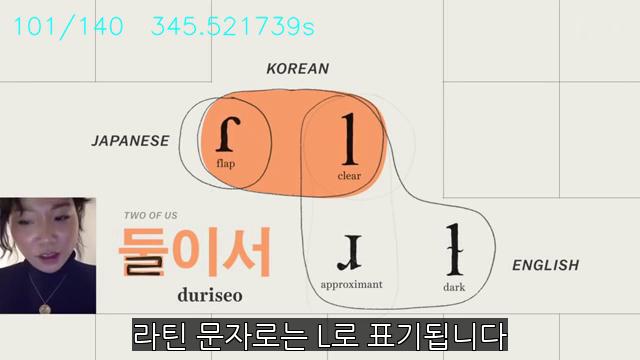 101/140 345.521739s
KOREAN
JAPANESE
ɾ
flap
l
clear
TWO OF US
둘이서
duriseo
ɹ
approximant
ɫ
dark
ENGLISH
라틴 문자로는 L로 표기됩니다